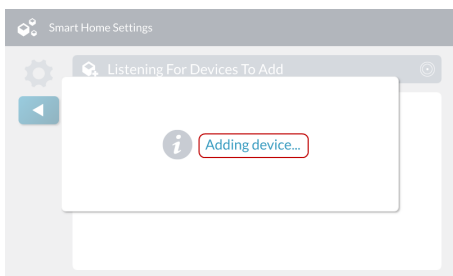 Smart Home Settings
Listening For Devices To Add
Adding device...